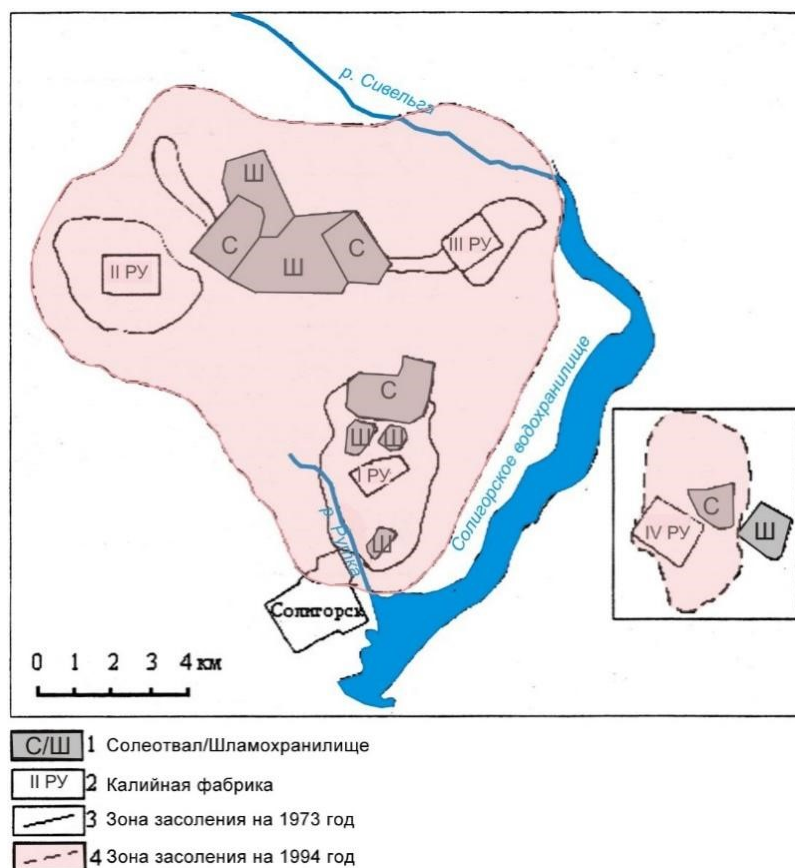 р. Сивельга
Ш
С
Ш
С
II РУ
III РУ
С
Ш
Ш
I РУ
Ш
р. Рутка
Солигорское водохранилище
Солигорск
IV РУ
С
Ш
0 1 2 3 4 км
С/Ш 1 Солеотвал/Шламохранилище
II РУ 2 Калийная фабрика
3 Зона засоления на 1973 год
4 Зона засоления на 1994 год